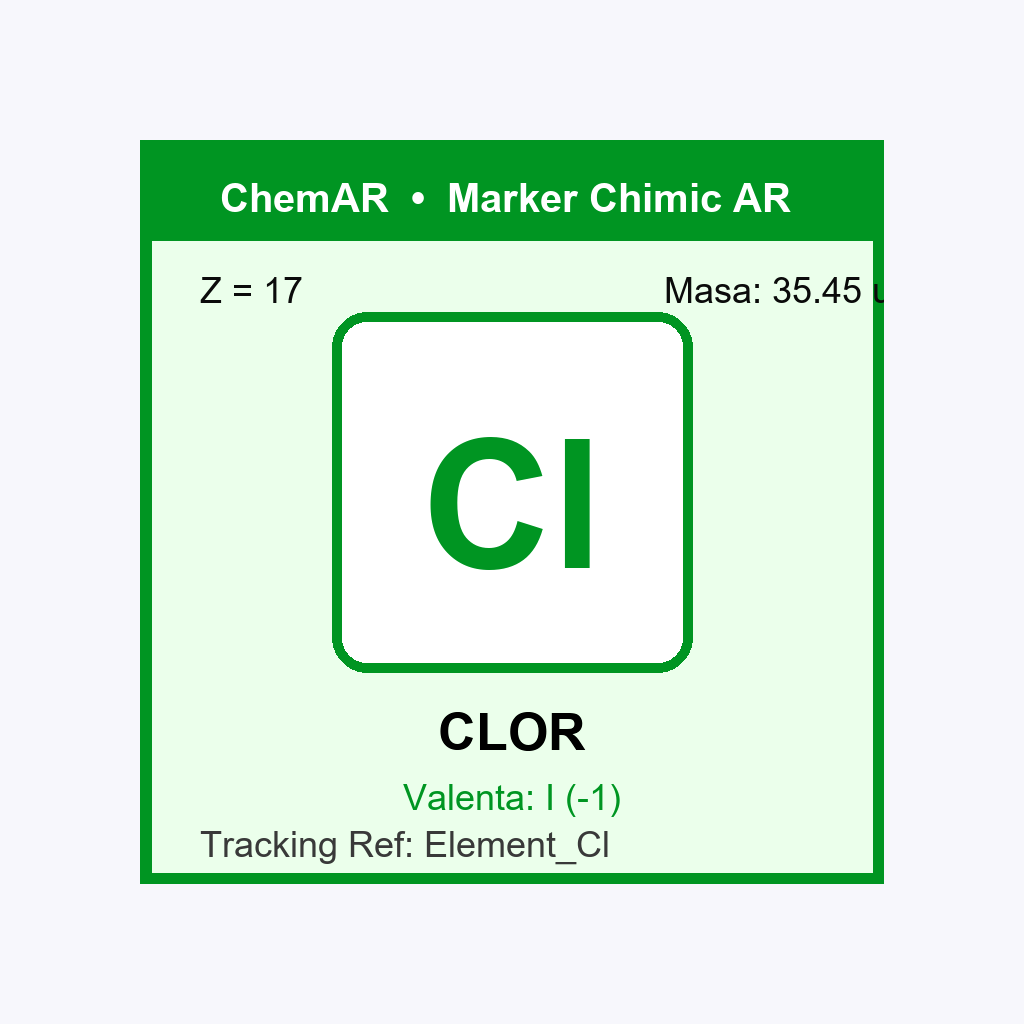 ChemAR • Marker Chimic AR
Z = 17
Masa: 35.45 u
Cl
CLOR
Valenta: I (-1)
Tracking Ref: Element_Cl